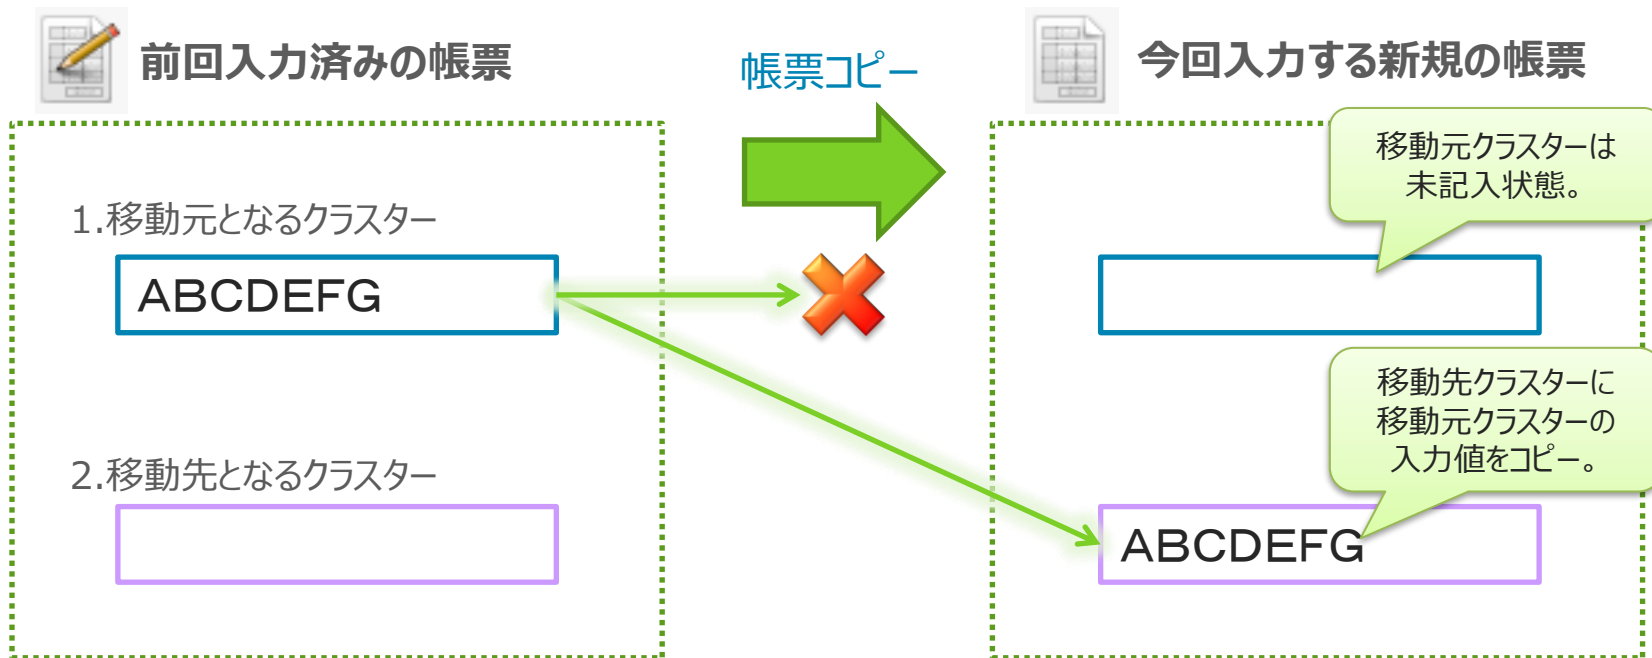 前回入力済みの帳票
帳票コピー
今回入力する新規の帳票
移動元クラスターは
未記入状態。
1.移動元となるクラスター
ABCDEFG
移動先クラスターに
移動元クラスターの
入力値をコピー。
2.移動先となるクラスター
ABCDEFG